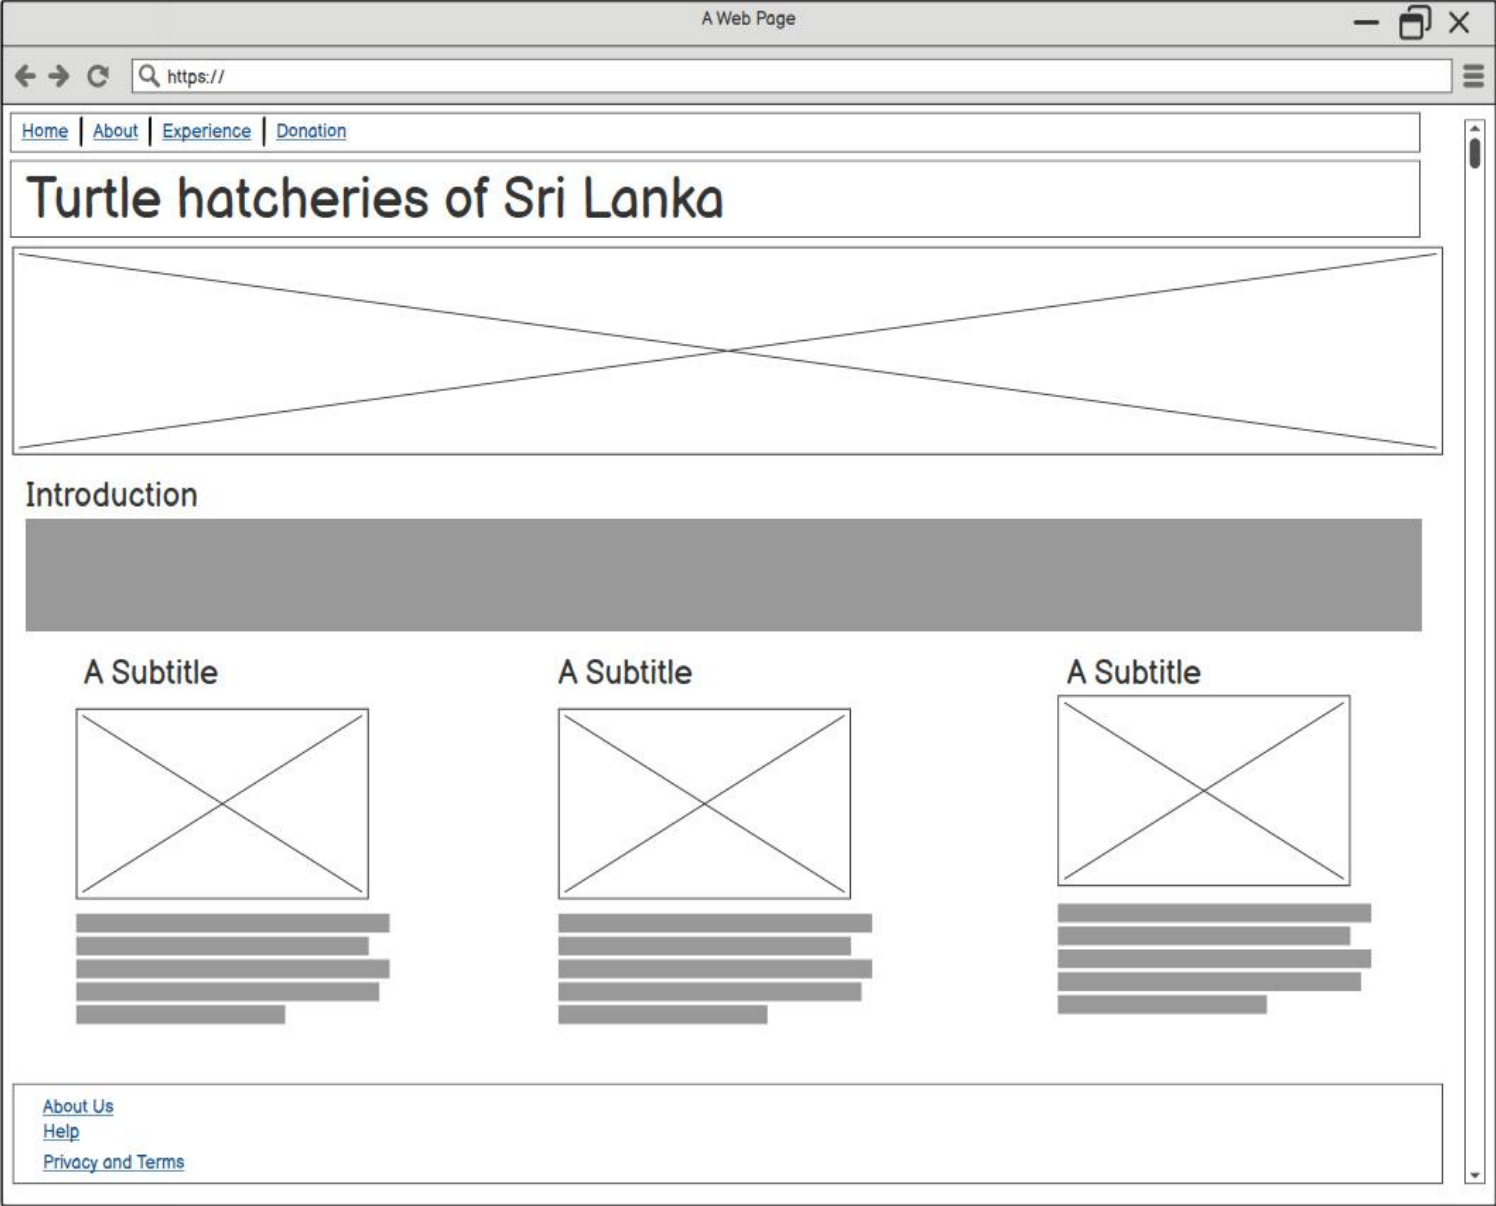 A Web Page
https://
Home About Experience Donation
Turtle hatcheries of Sri Lanka
Introduction
A Subtitle A Subtitle A Subtitle
About Us
Help
Privacy and Terms